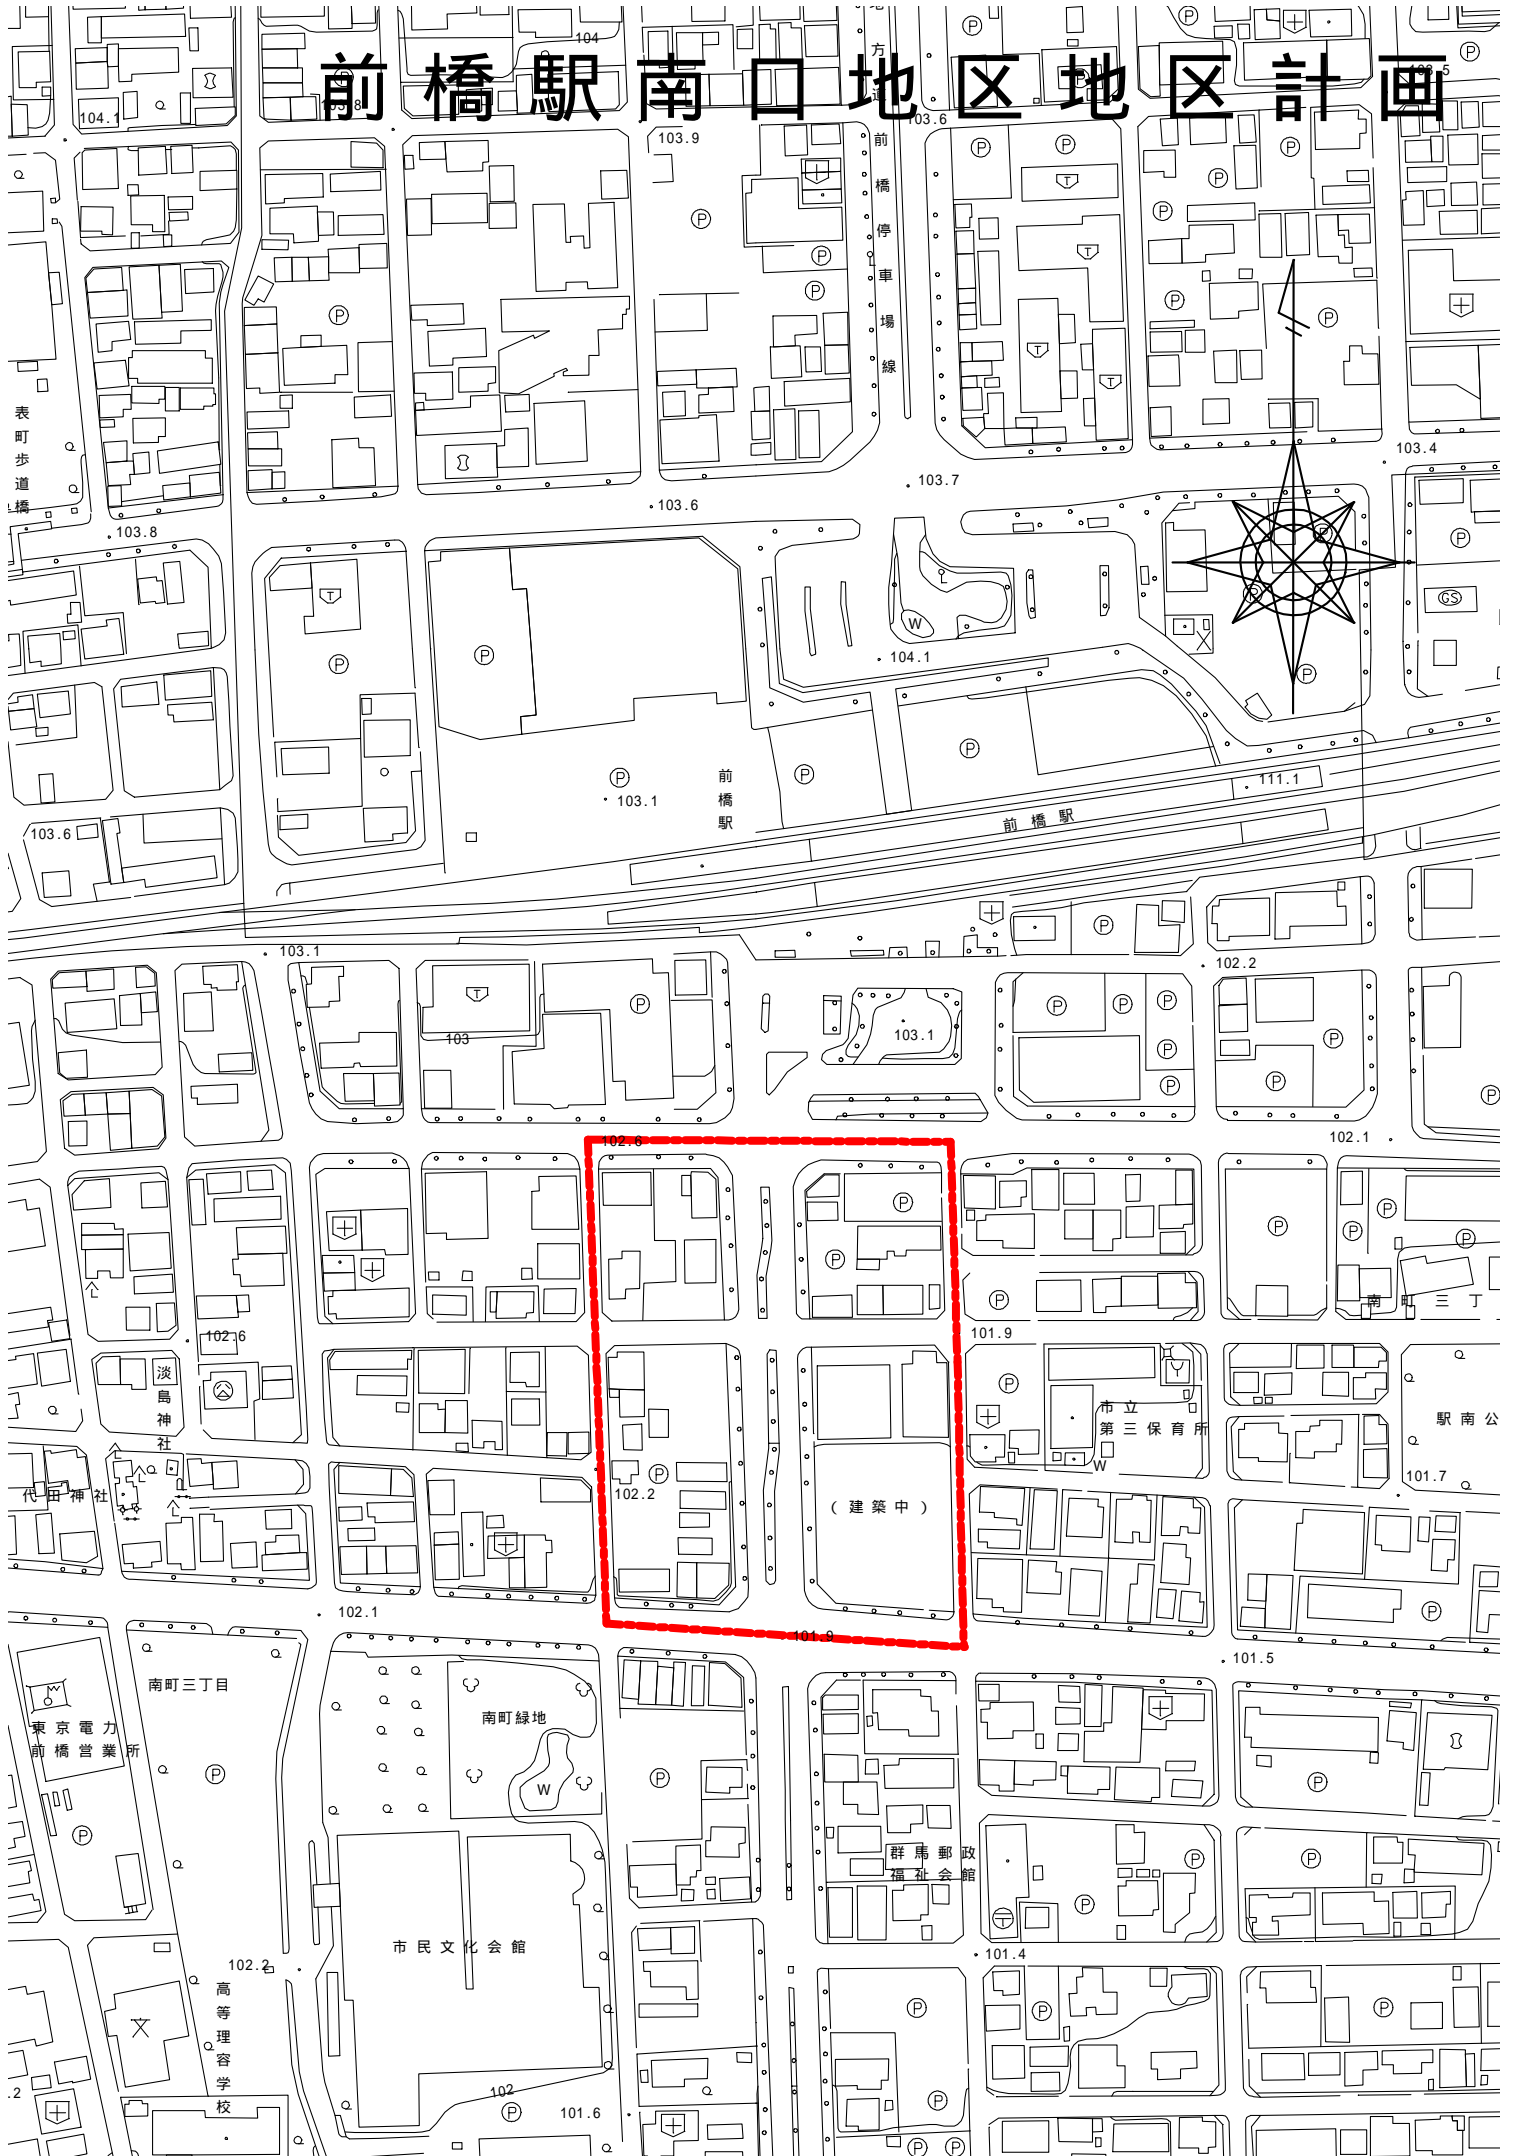 前橋駅南口地区地区計画
104
104.1
103.8
103.9
103.6
103.5
地方道前橋停車場線
表町歩道橋
103.4
103.7
103.6
103.8
GS
W
104.1
前橋駅
103.1
111.1
前橋駅
103.6
103.1
102.2
103
103.1
102.6
102.1
南町三丁
102.6
101.9
淡島神社
市立
第三保育所
W
駅南公
101.7
代田神社
102.2
(建築中)
102.1
101.9
101.5
南町三丁目
南町緑地
東京電力
前橋営業所
W
群馬郵政
福祉会館
市民文化会館
101.4
102.2
高等理容学校
.2
102
101.6